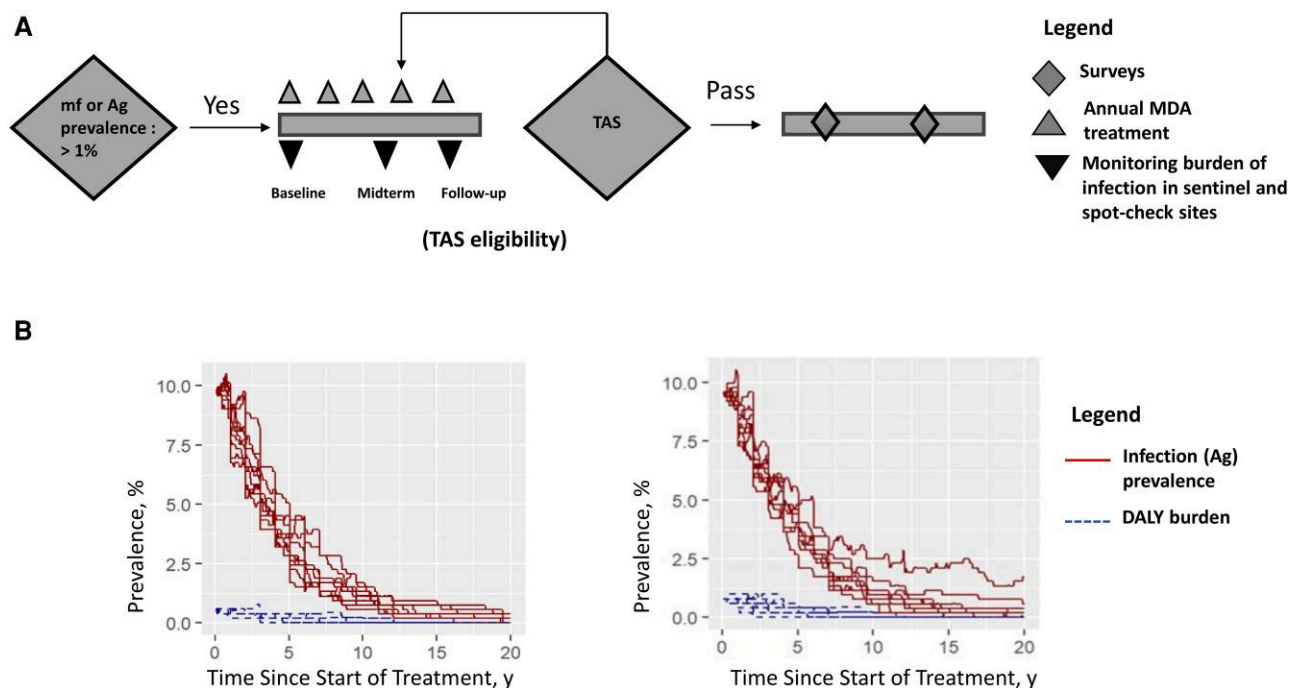 A
mf or Ag
prevalence :
> 1%
Yes
Baseline
Midterm
Follow-up
(TAS eligibility)
TAS
Pass
Legend
Surveys
Annual MDA
treatment
Monitoring burden of
infection in sentinel and
spot-check sites
B
Prevalence, %
10.0
7.5
5.0
2.5
0.0
0
5
10
15
20
Time Since Start of Treatment, y
Prevalence, %
10.0
7.5
5.0
2.5
0.0
0
5
10
15
20
Time Since Start of Treatment, y
Legend
Infection (Ag)
prevalence
DALY burden